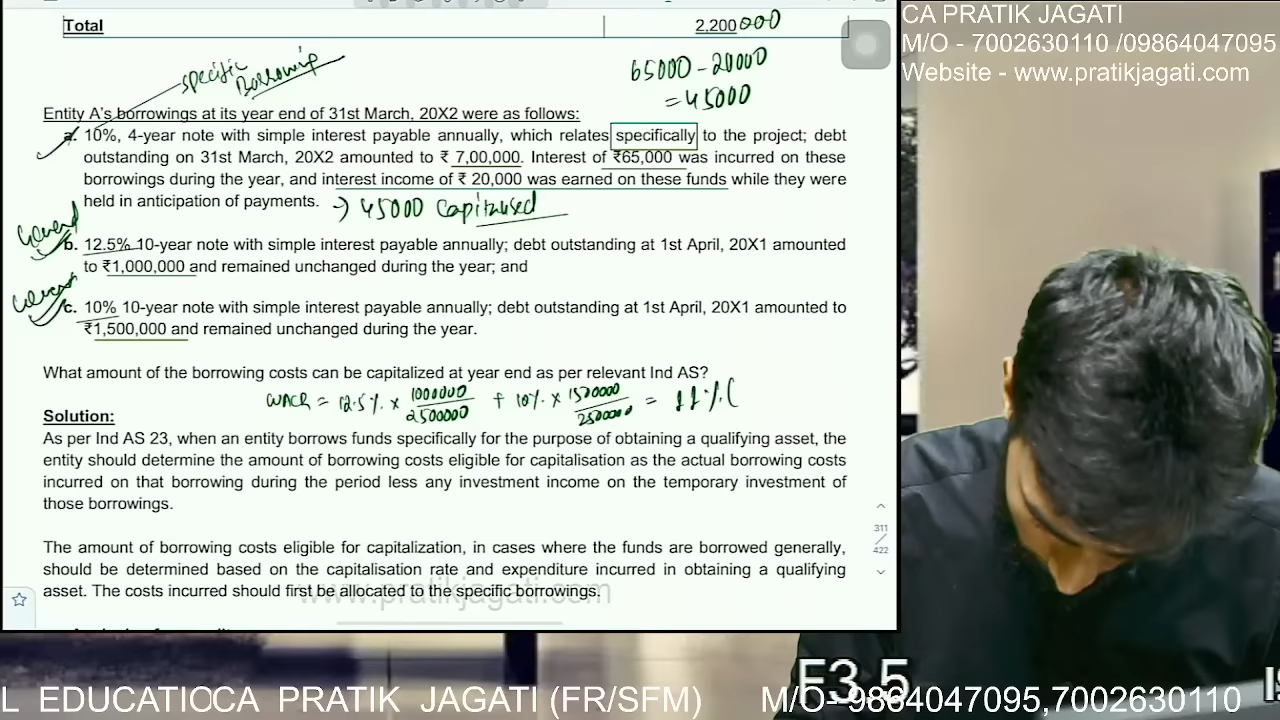 Total 2,200 000
CA PRATIK JAGATI
M/O - 7002630110 /09864047095
Website - www.pratikjagati.com
65000 - 20000
= 45000
specific
Borrowing
Entity A's borrowings at its year end of 31st March, 20X2 were as follows:
a. 10%, 4-year note with simple interest payable annually, which relates specifically to the project; debt
outstanding on 31st March, 20X2 amounted to ₹ 7,00,000. Interest of ₹65,000 was incurred on these
borrowings during the year, and interest income of ₹ 20,000 was earned on these funds while they were
held in anticipation of payments. → 45000 Capitalised
General
b. 12.5% 10-year note with simple interest payable annually; debt outstanding at 1st April, 20X1 amounted
to ₹1,000,000 and remained unchanged during the year; and
General
c. 10% 10-year note with simple interest payable annually; debt outstanding at 1st April, 20X1 amounted to
₹1,500,000 and remained unchanged during the year.
What amount of the borrowing costs can be capitalized at year end as per relevant Ind AS?
WACR = 12.5% × 1000000/2500000 + 10% × 1500000/2500000 = 11% (
Solution:
As per Ind AS 23, when an entity borrows funds specifically for the purpose of obtaining a qualifying asset, the
entity should determine the amount of borrowing costs eligible for capitalisation as the actual borrowing costs
incurred on that borrowing during the period less any investment income on the temporary investment of
those borrowings.
311
422
The amount of borrowing costs eligible for capitalization, in cases where the funds are borrowed generally,
should be determined based on the capitalisation rate and expenditure incurred in obtaining a qualifying
asset. The costs incurred should first be allocated to the specific borrowings.
www.pratikjagati.com
F3.5
L EDUCATIOCA PRATIK JAGATI (FR/SFM) M/O- 9864047095,7002630110